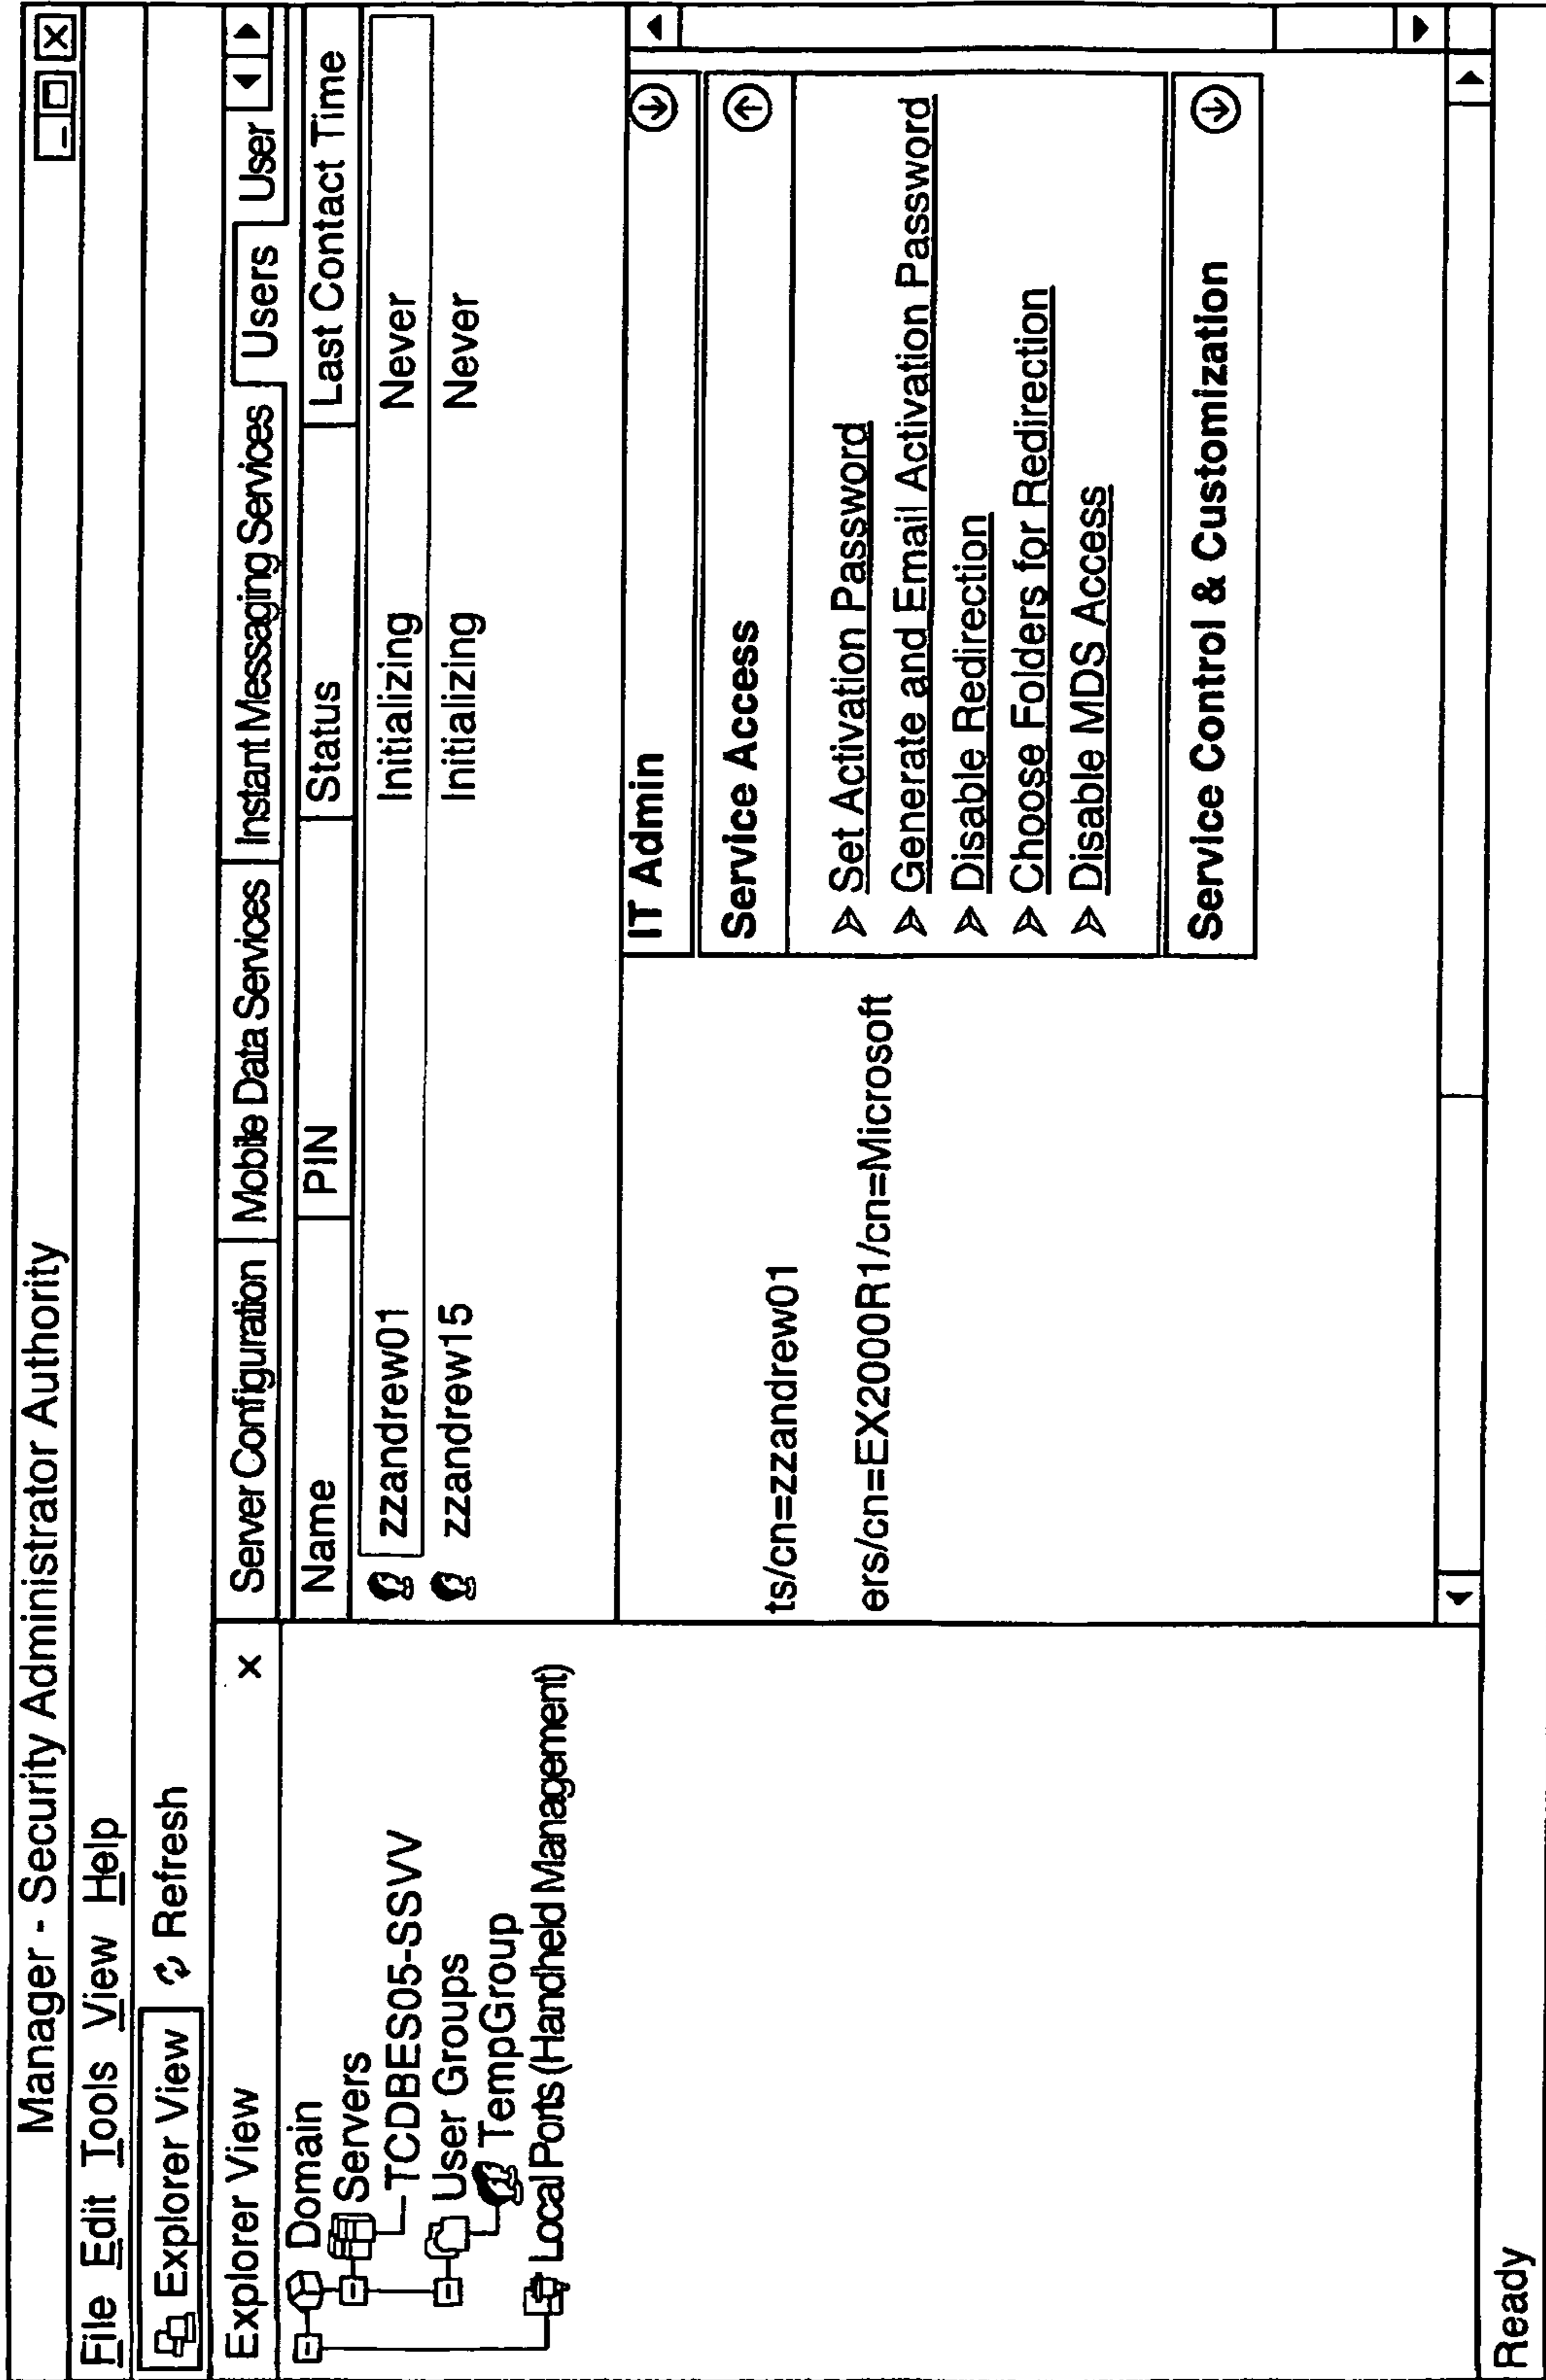 Manager - Security Administrator Authority
File Edit Tools View Help
Explorer View Refresh
Explorer View x
Domain
Servers
TCDBES05-SSVV
User Groups
TempGroup
Local Ports (Handheld Management)
Server Configuration Mobile Data Services Instant Messaging Services Users User
Name PIN Status Last Contact Time
zzandrew01 Initializing Never
zzandrew15 Initializing Never
ts/cn=zzandrew01
ers/cn=EX2000R1/cn=Microsoft
IT Admin
Service Access
Set Activation Password
Generate and Email Activation Password
Disable Redirection
Choose Folders for Redirection
Disable MDS Access
Service Control & Customization
Ready